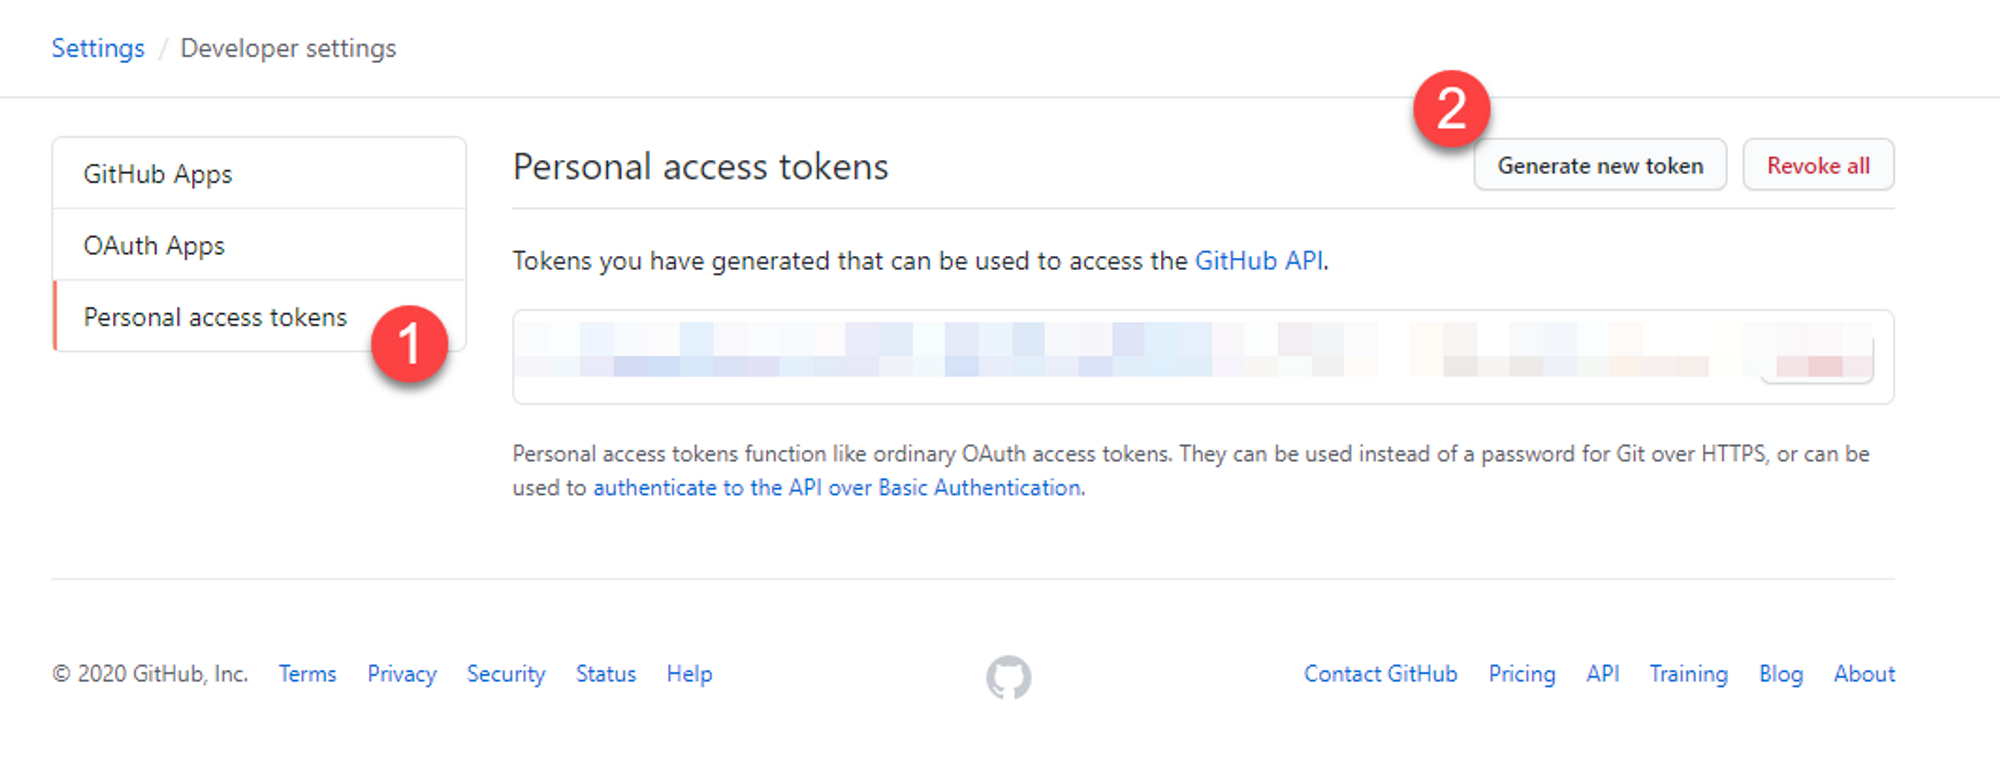 Settings / Developer settings
GitHub Apps
OAuth Apps
Personal access tokens
1
Personal access tokens
2
Generate new token
Revoke all
Tokens you have generated that can be used to access the GitHub API.
Personal access tokens function like ordinary OAuth access tokens. They can be used instead of a password for Git over HTTPS, or can be
used to authenticate to the API over Basic Authentication.
© 2020 GitHub, Inc. Terms Privacy Security Status Help Contact GitHub Pricing API Training Blog About